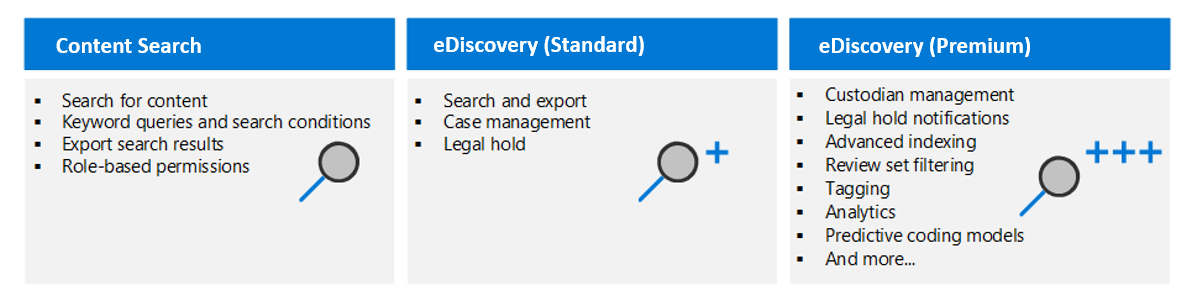 Content Search
▪ Search for content
▪ Keyword queries and search conditions
▪ Export search results
▪ Role-based permissions
eDiscovery (Standard)
▪ Search and export
▪ Case management
▪ Legal hold
+
eDiscovery (Premium)
▪ Custodian management
▪ Legal hold notifications
▪ Advanced indexing
▪ Review set filtering
▪ Tagging
▪ Analytics
▪ Predictive coding models
▪ And more...
+++